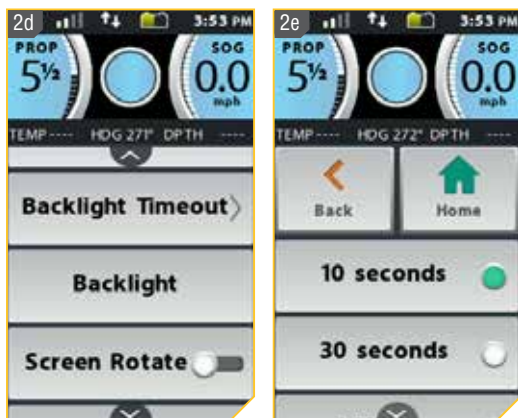 2d
3:53 PM
PROP
5½
SOG
0.0
mph
TEMP---- HDG 271° DPTH ----
Backlight Timeout
Backlight
Screen Rotate
2e
3:53 PM
PROP
5½
SOG
0.0
mph
TEMP---- HDG 272° DPTH ----
Back
Home
10 seconds
30 seconds